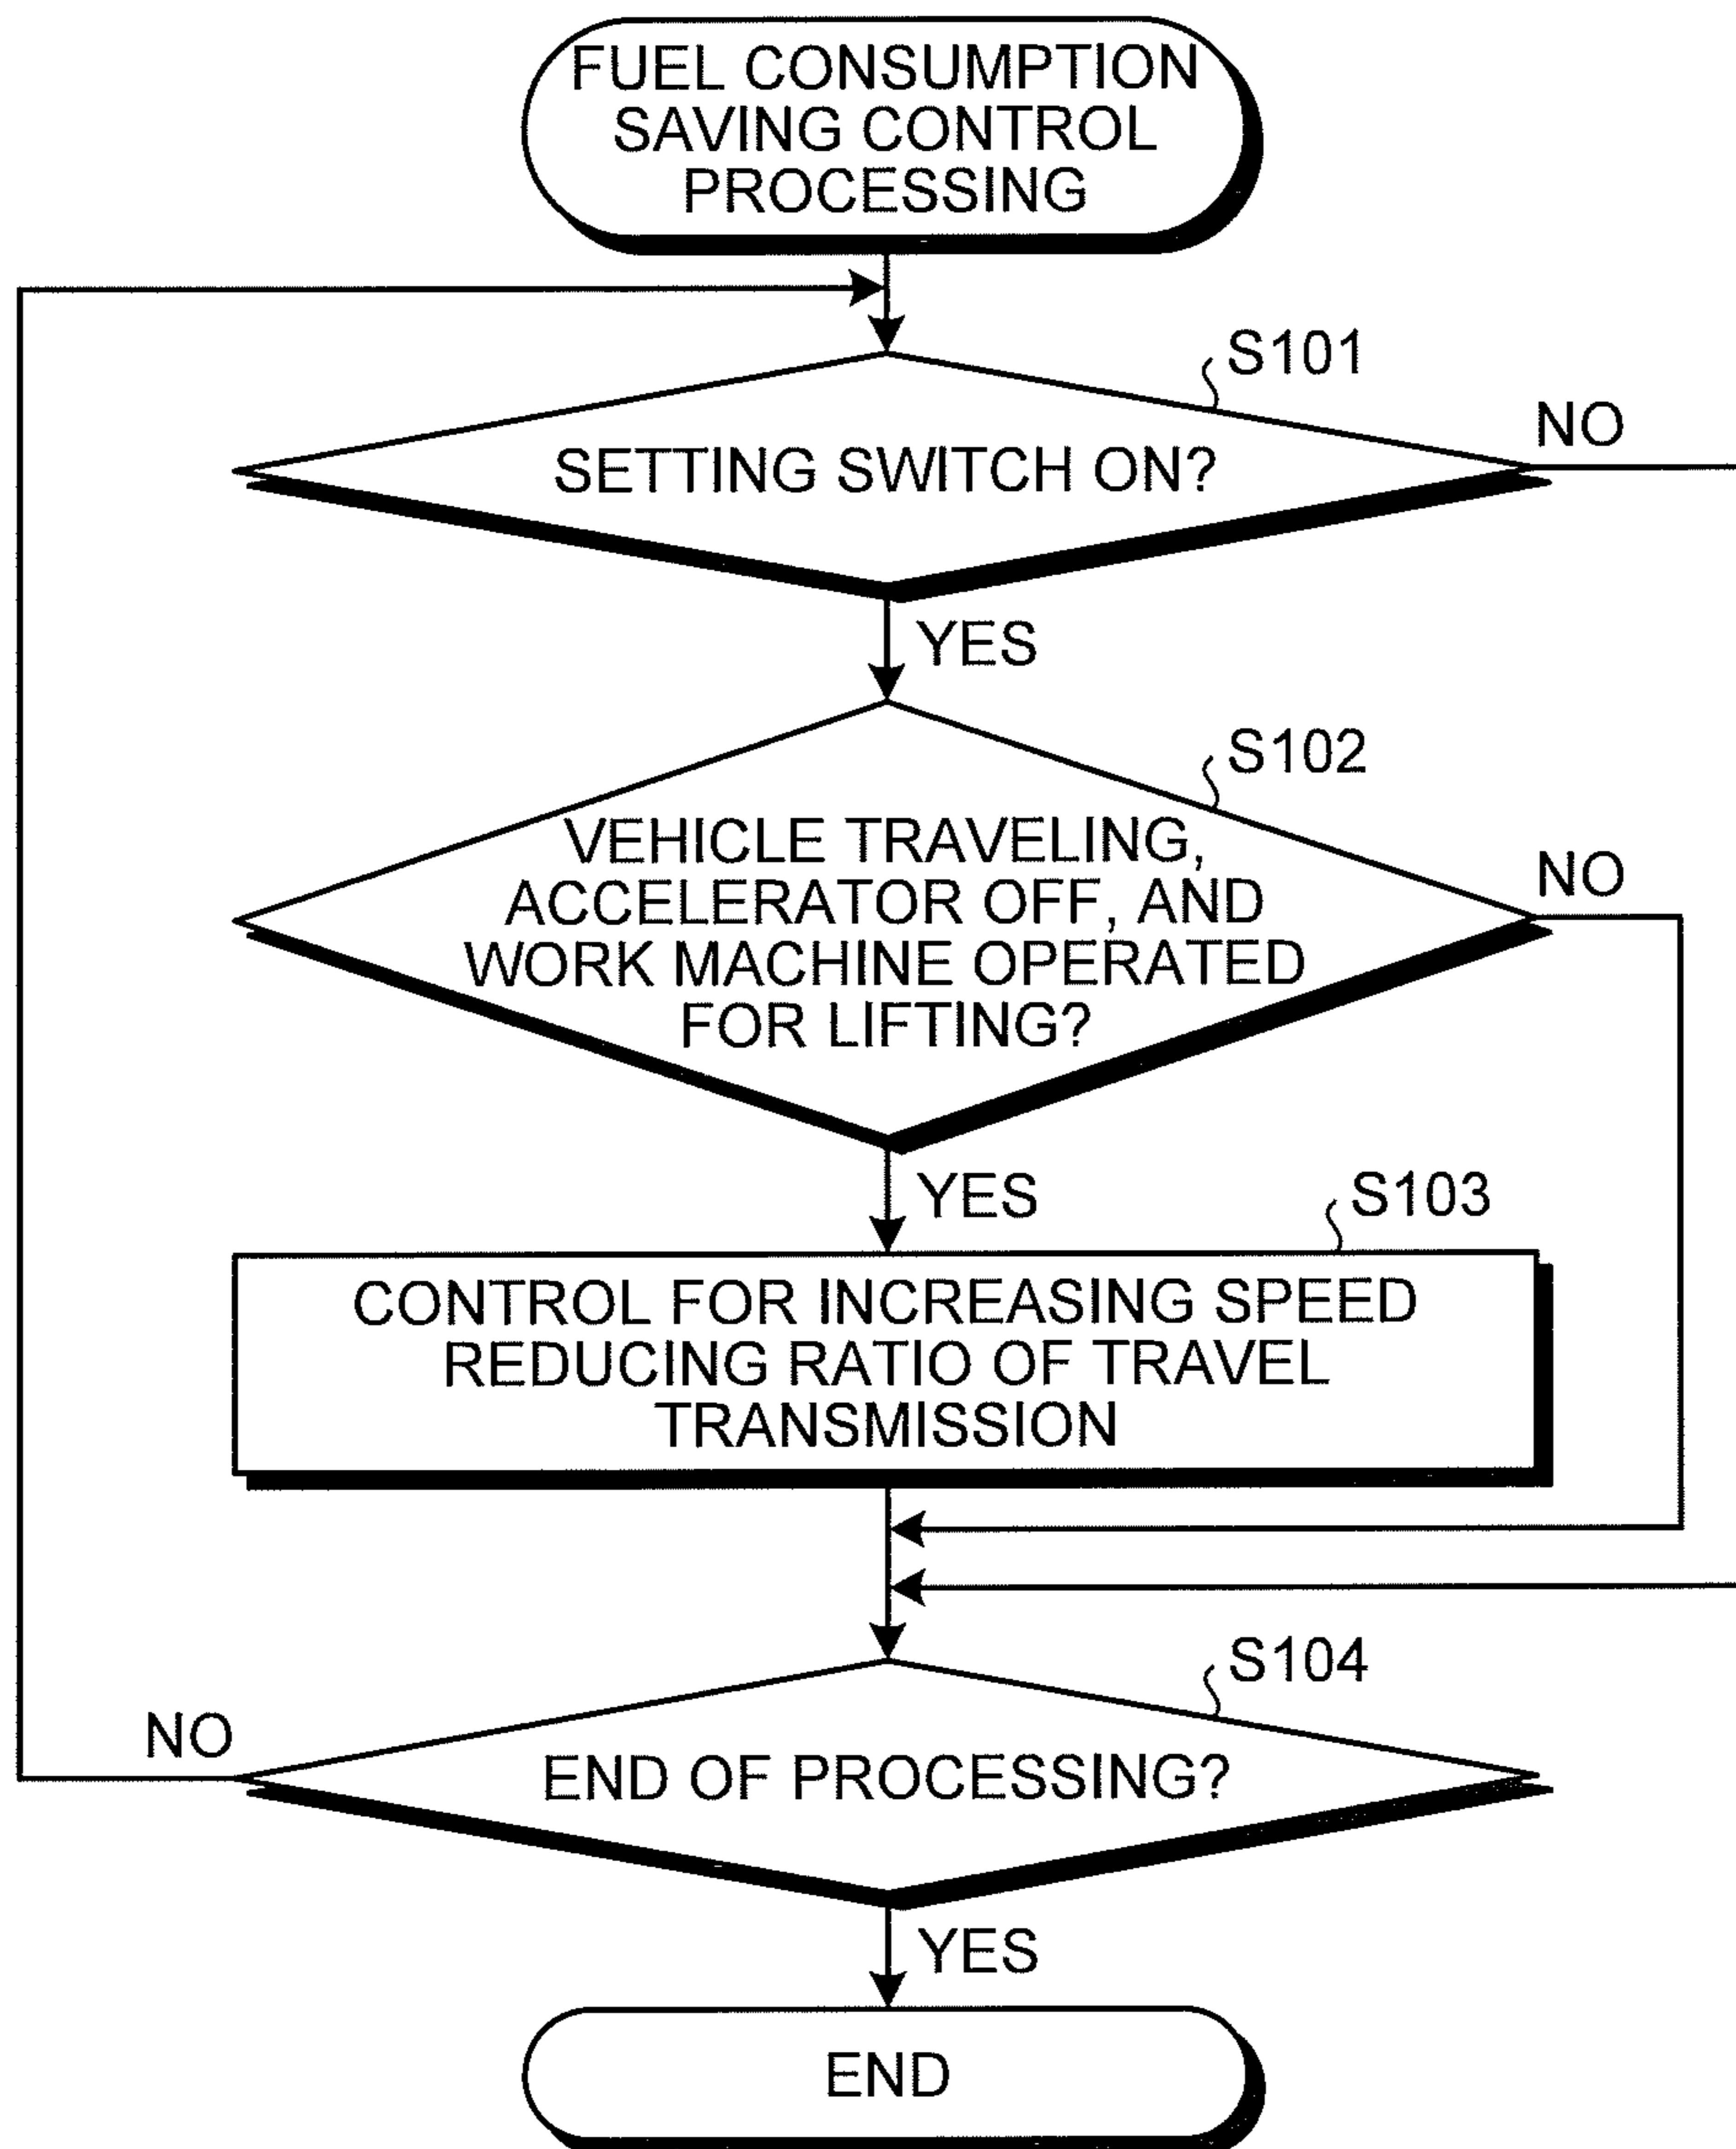 FUEL CONSUMPTION
SAVING CONTROL
PROCESSING
S101
NO
SETTING SWITCH ON?
YES
S102
NO
VEHICLE TRAVELING,
ACCELERATOR OFF, AND
WORK MACHINE OPERATED
FOR LIFTING?
YES
S103
CONTROL FOR INCREASING SPEED
REDUCING RATIO OF TRAVEL
TRANSMISSION
S104
NO
END OF PROCESSING?
YES
END